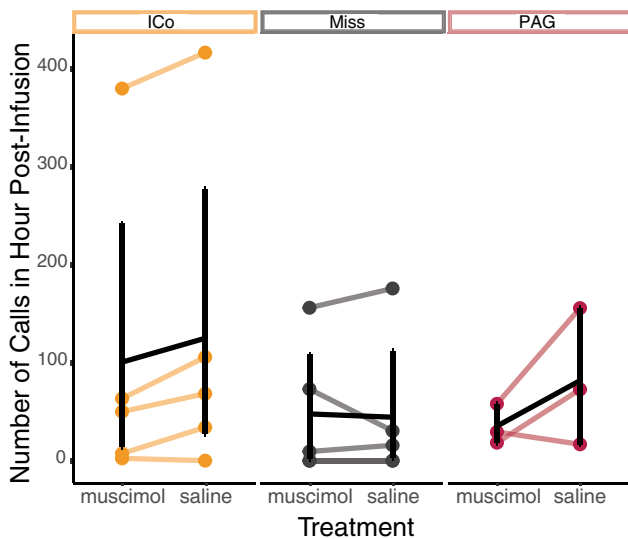 ICo Miss PAG
Number of Calls in Hour Post-Infusion
400
300
200
100
0
muscimol saline muscimol saline muscimol saline
Treatment